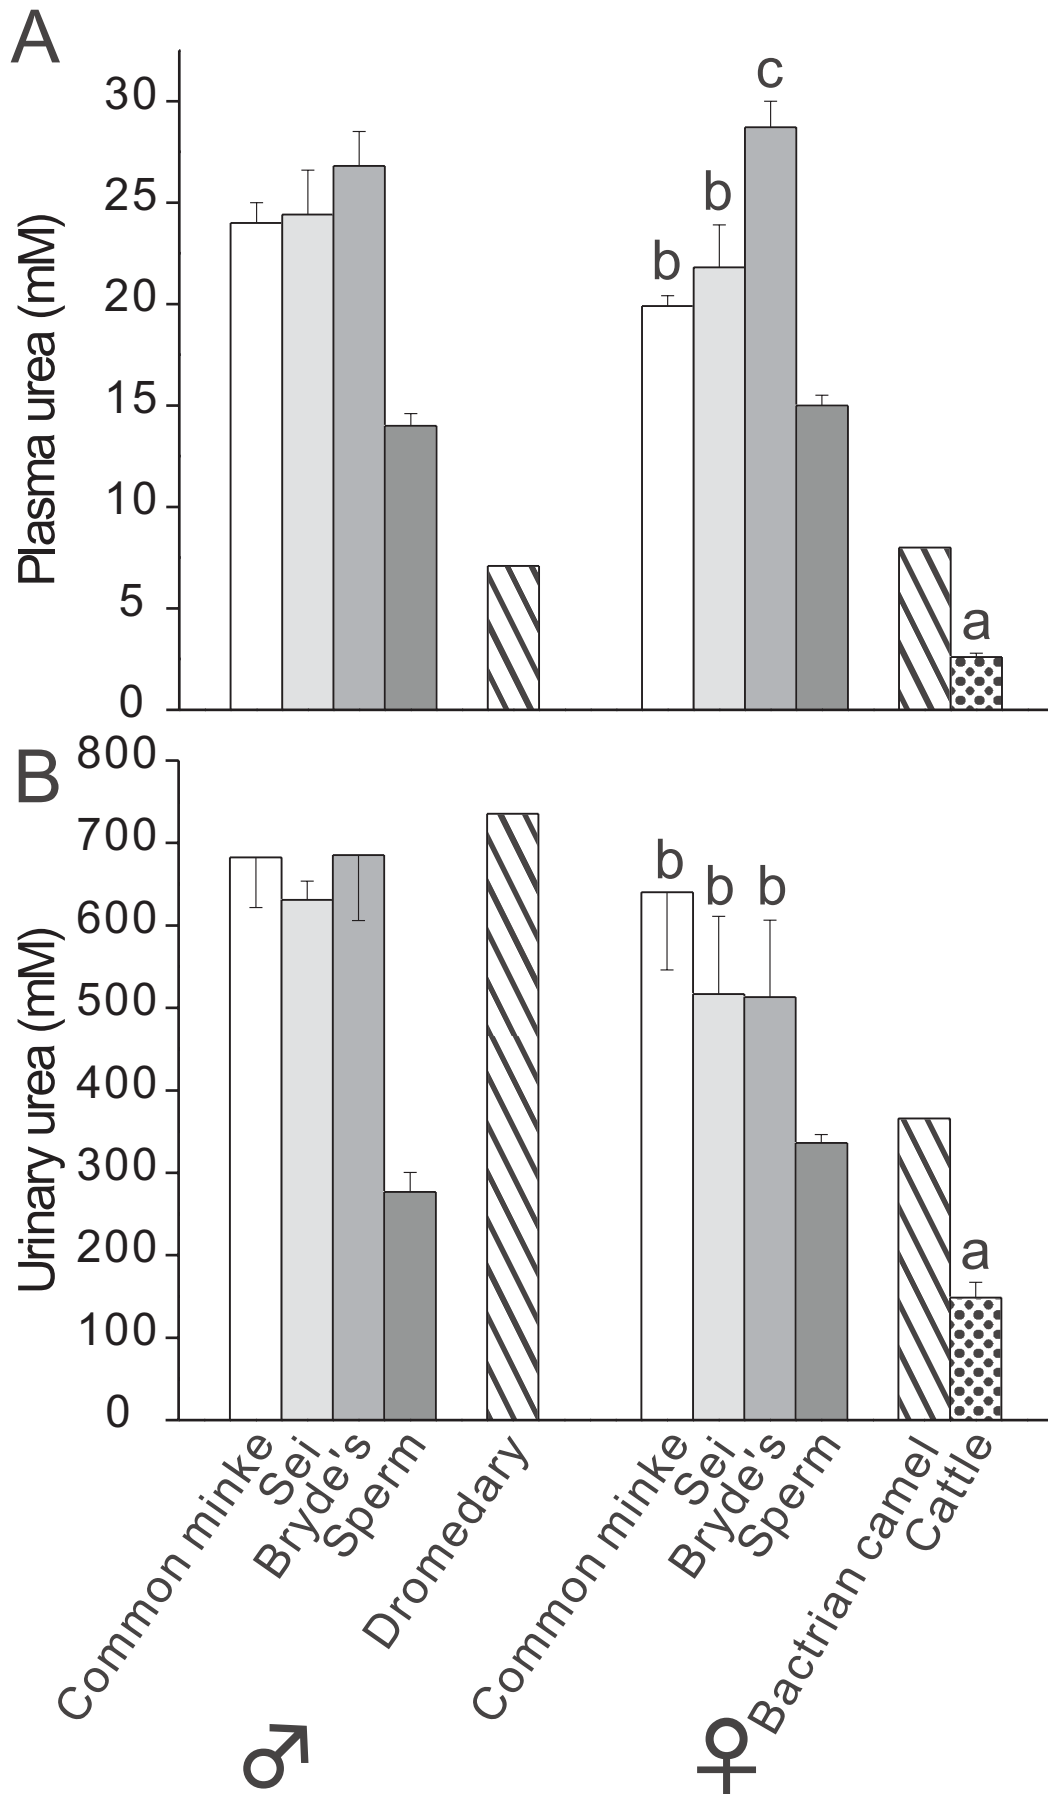 A
Plasma urea (mM)
30
25
20
15
10
5
0
c
b
b
a
B
Urinary urea (mM)
800
700
600
500
400
300
200
100
0
b
b
b
a
Common minke
Sei
Bryde's
Sperm
Dromedary
Common minke
Sei
Bryde's
Sperm
Bactrian camel
Cattle
♂
♀